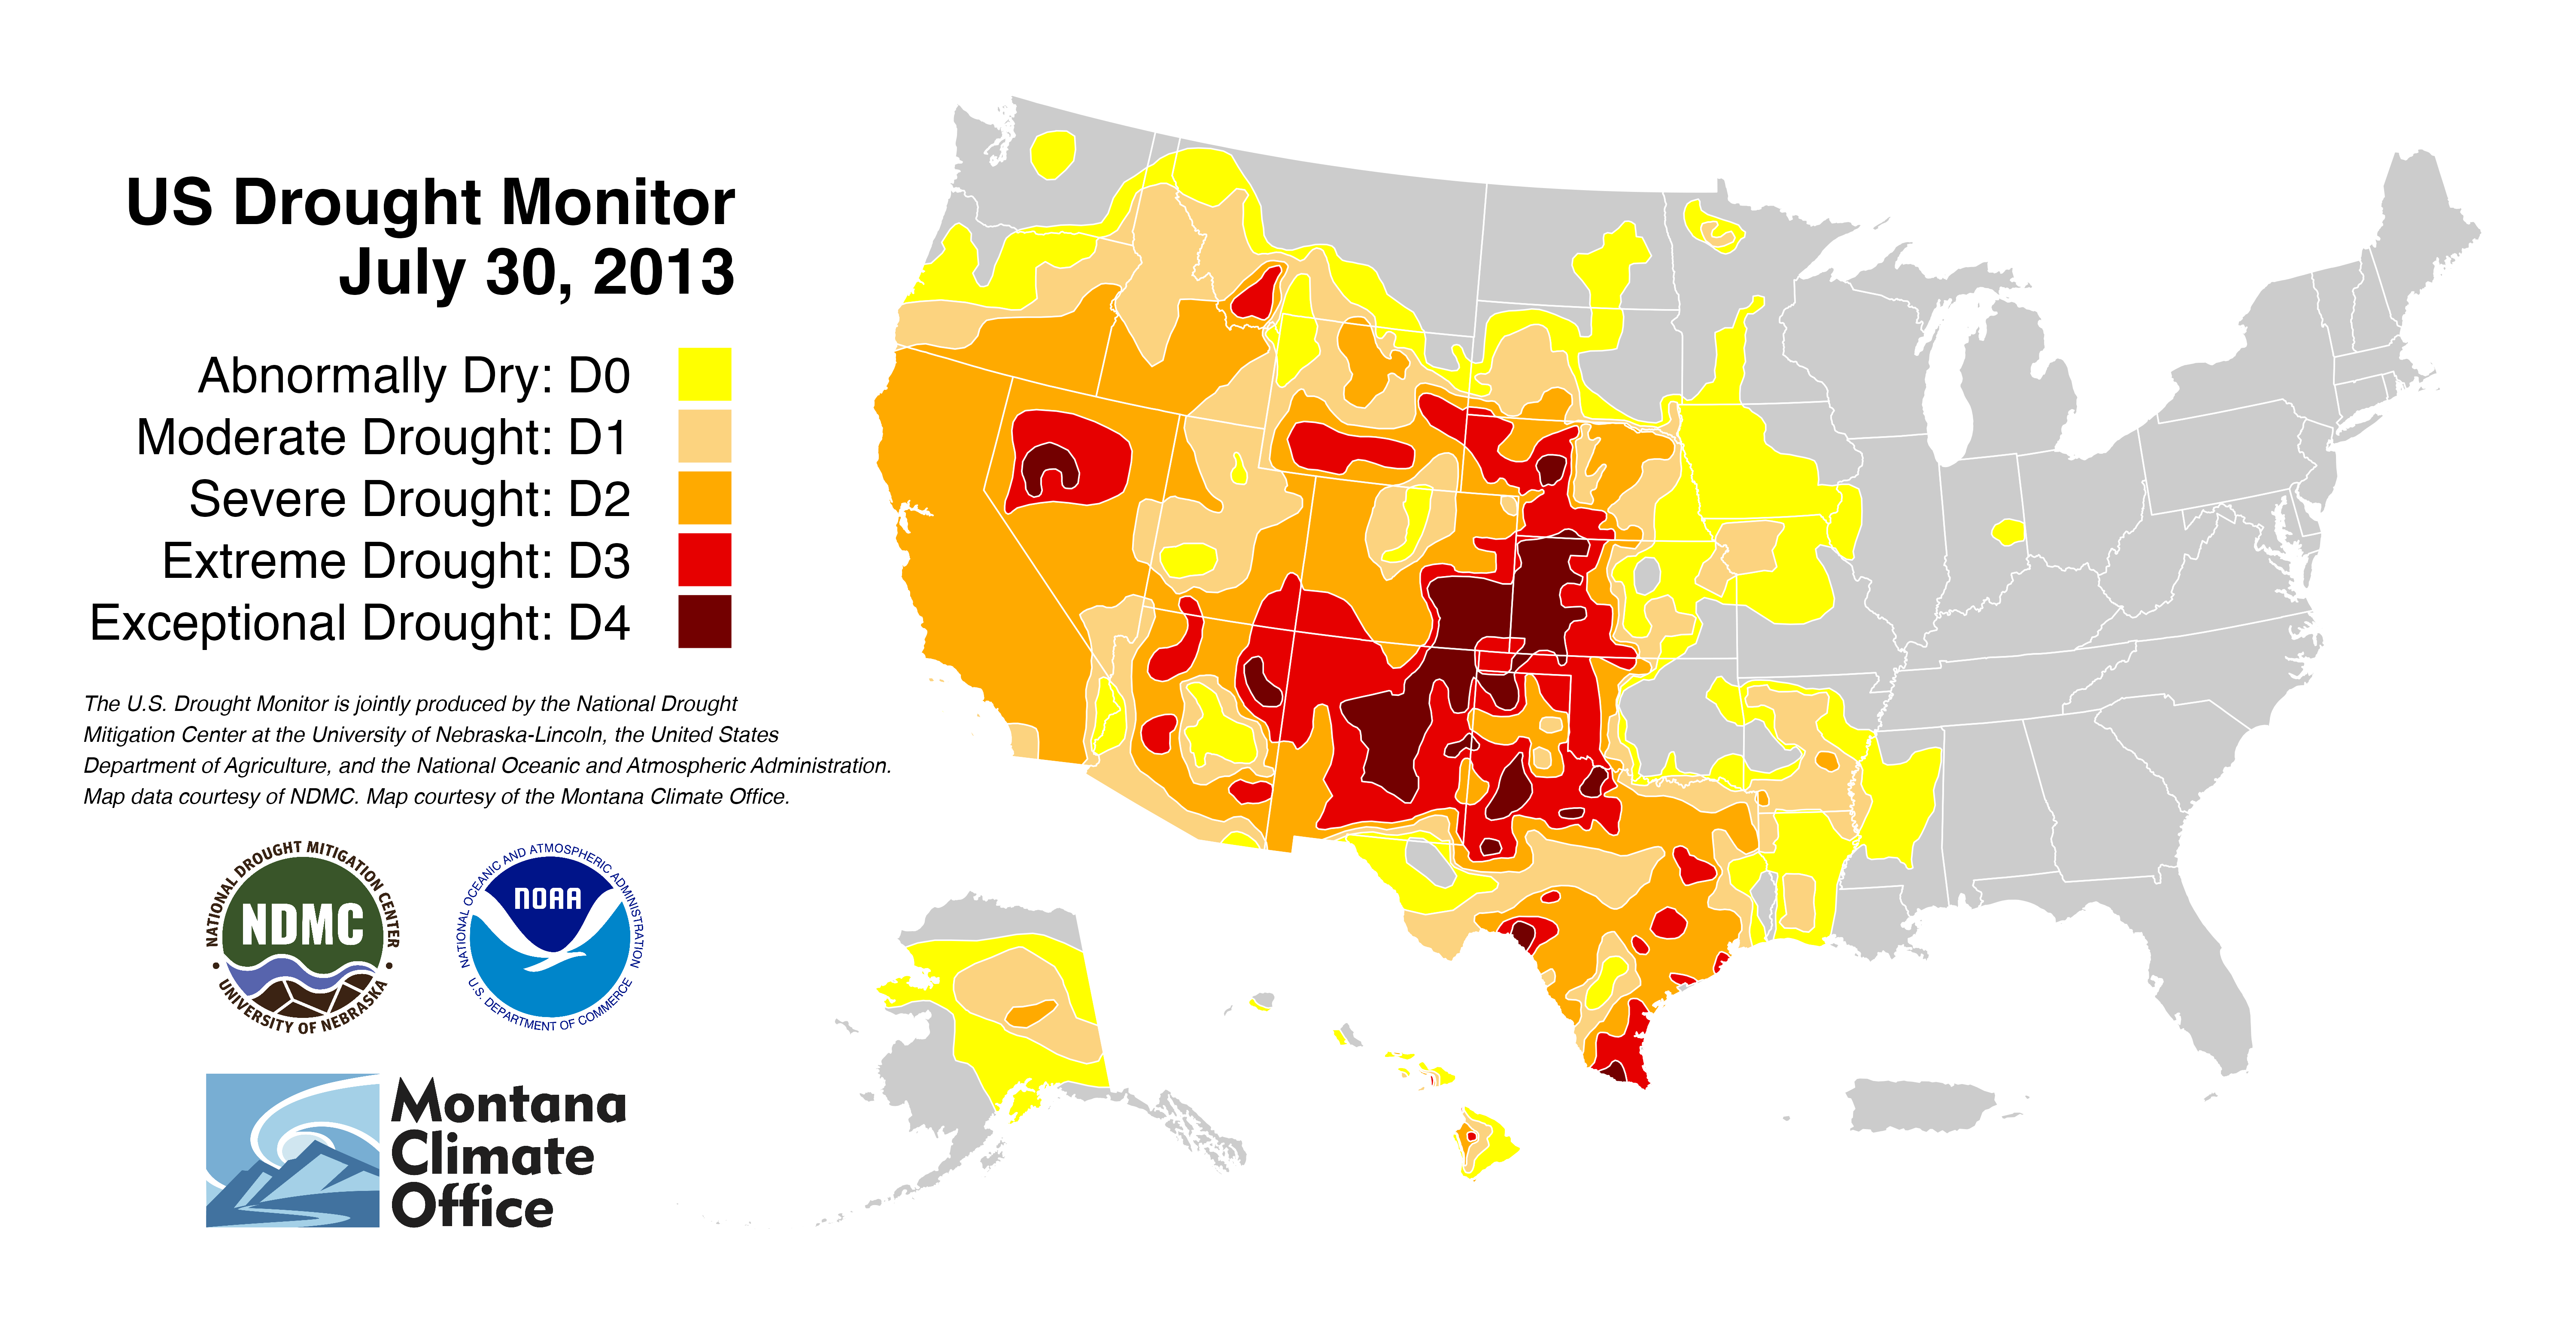 US Drought Monitor
July 30, 2013
Abnormally Dry: D0
Moderate Drought: D1
Severe Drought: D2
Extreme Drought: D3
Exceptional Drought: D4
The U.S. Drought Monitor is jointly produced by the National Drought
Mitigation Center at the University of Nebraska-Lincoln, the United States
Department of Agriculture, and the National Oceanic and Atmospheric Administration.
Map data courtesy of NDMC. Map courtesy of the Montana Climate Office.
NATIONAL DROUGHT MITIGATION CENTER
NDMC
• UNIVERSITY OF NEBRASKA •
NATIONAL OCEANIC AND ATMOSPHERIC ADMINISTRATION
NOAA
U.S. DEPARTMENT OF COMMERCE
Montana
Climate
Office